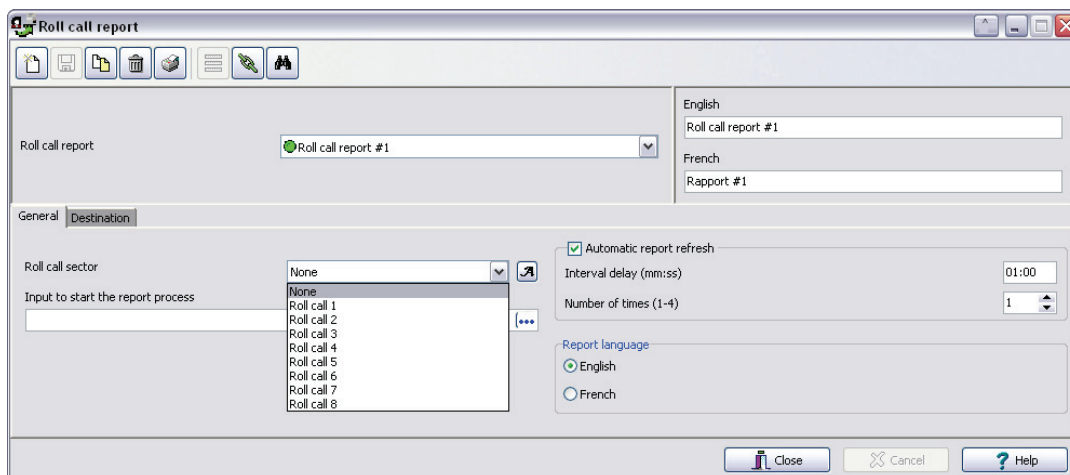 Roll call report
English
Roll call report #1
Roll call report
Roll call report #1
French
Rapport #1
General
Destination
Automatic report refresh
Roll call sector
None
Interval delay (mm:ss)
01:00
None
Input to start the report process
Roll call 1
Number of times (1-4)
1
Roll call 2
Roll call 3
Roll call 4
Roll call 5
Roll call 6
Roll call 7
Roll call 8
Report language
English
French
Close
Cancel
Help